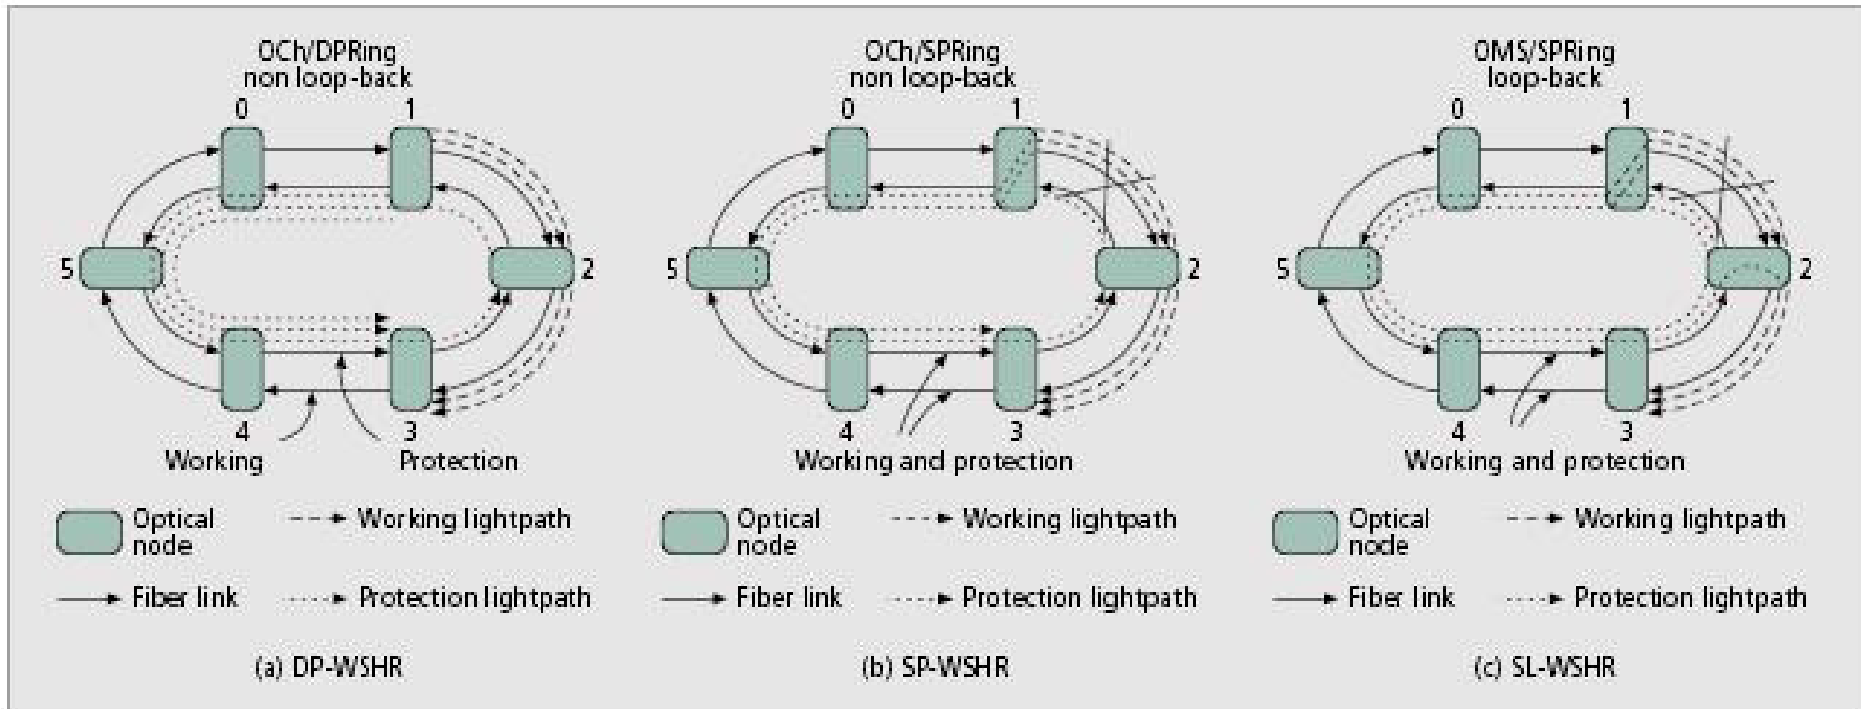 OCh/DPRing
non loop-back
0
1
5
2
4
3
Working
Protection
Optical
node
Working lightpath
Fiber link
Protection lightpath
(a) DP-WSHR
OCh/SPRing
non loop-back
0
1
5
2
4
3
Working and protection
Optical
node
Working lightpath
Fiber link
Protection lightpath
(b) SP-WSHR
OMS/SPRing
loop-back
0
1
5
2
4
3
Working and protection
Optical
node
Working lightpath
Fiber link
Protection lightpath
(c) SL-WSHR